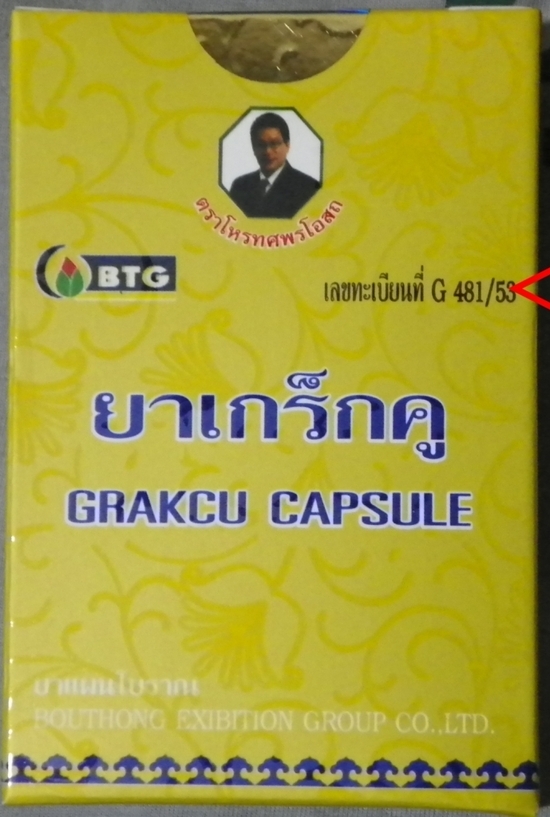 ตราโหรทศพรโอสถ
BTG
เลขทะเบียนที่ G 481/53
ยาเกร็กคู
GRAKCU CAPSULE
ยาแผนโบราณ
BOUTHONG EXIBITION GROUP CO.,LTD.